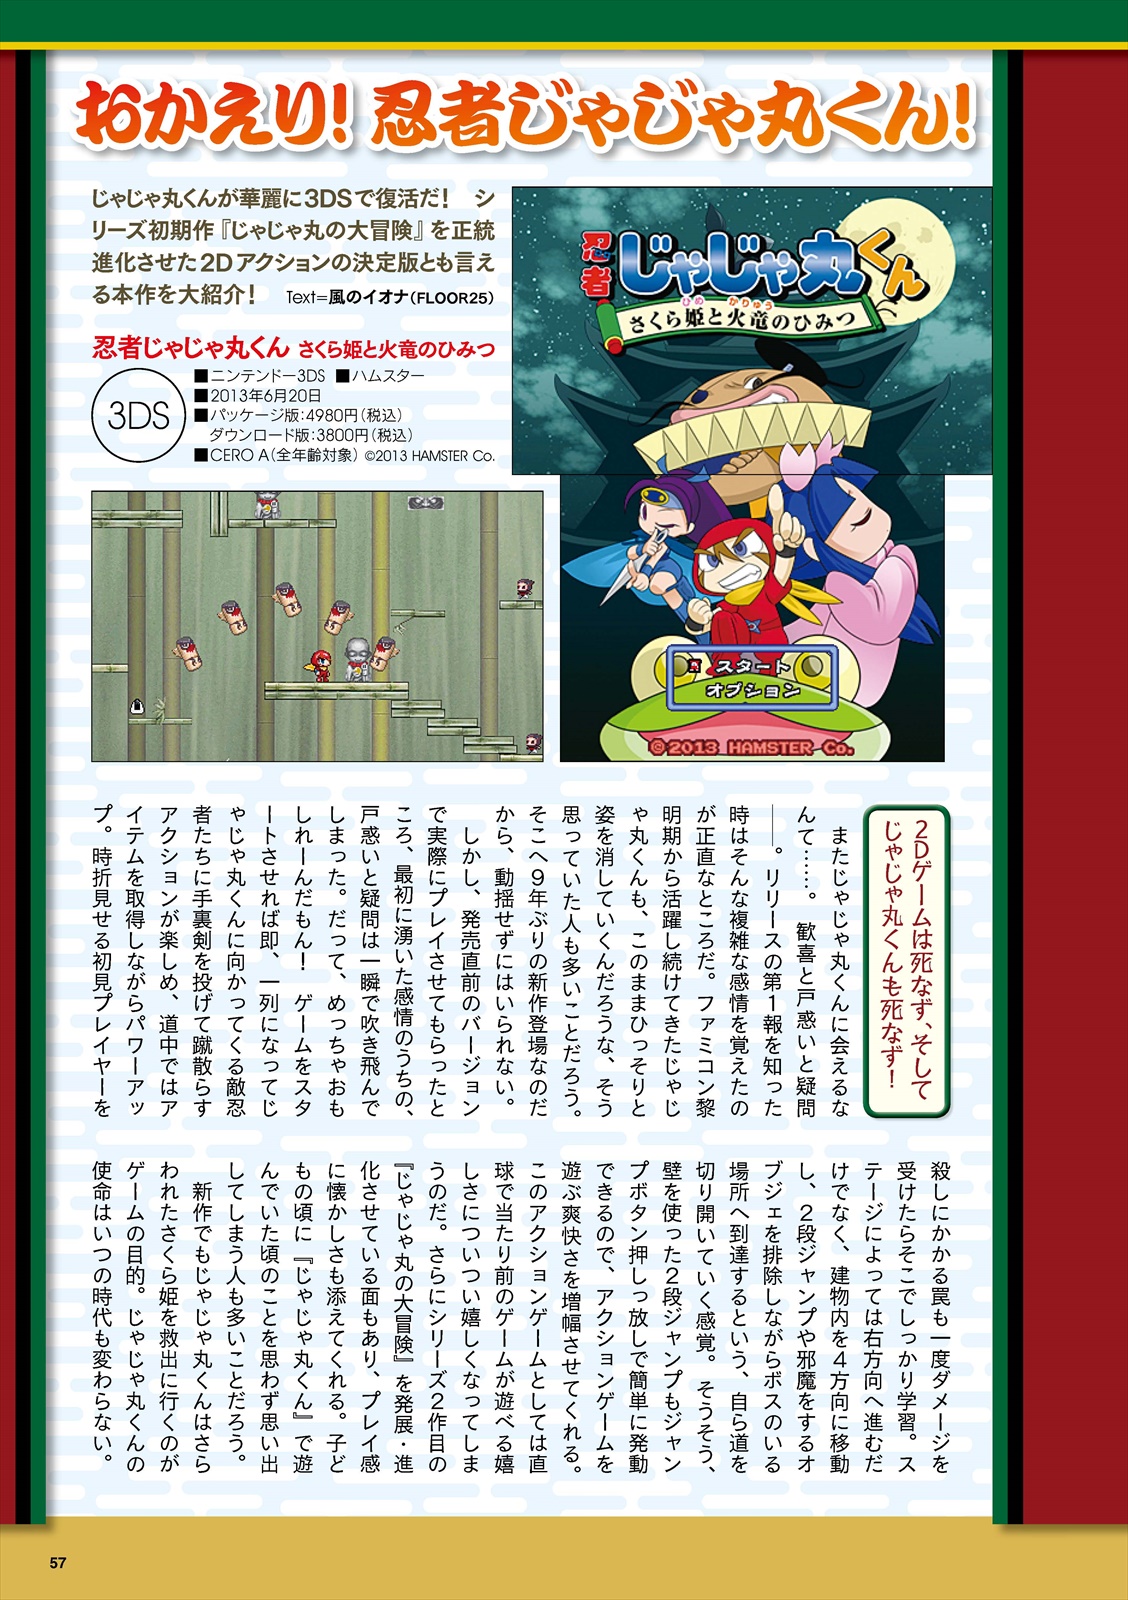 おかえり！ 忍者じゃじゃ丸くん！
じゃじゃ丸くんが華麗に3DSで復活だ！　シ
リーズ初期作『じゃじゃ丸の大冒険』を正統
進化させた2Dアクションの決定版とも言え
る本作を大紹介！　Text=風のイオナ（FLOOR25）
忍者じゃじゃ丸くん さくら姫と火竜のひみつ
3DS
■ニンテンドー3DS ■ハムスター
■2013年6月20日
■パッケージ版：4980円（税込）
ダウンロード版：3800円（税込）
■CERO A（全年齢対象） ©2013 HAMSTER Co.
忍者じゃじゃ丸くん
ひめ　かりゅう
さくら姫と火竜のひみつ
スタート
オプション
©2013 HAMSTER Co.
2Dゲームは死なず、そして
じゃじゃ丸くんも死なず！
　またじゃじゃ丸くんに会えるな
んて……。歓喜と戸惑いと疑問
――。リリースの第1報を知った
時はそんな複雑な感情を覚えたの
が正直なところだ。ファミコン黎
明期から活躍し続けてきたじゃじ
ゃ丸くんも、このままひっそりと
姿を消していくんだろうな、そう
思っていた人も多いことだろう。
そこへ9年ぶりの新作登場なのだ
から、動揺せずにはいられない。
　しかし、発売直前のバージョン
で実際にプレイさせてもらったと
ころ、最初に湧いた感情のうちの、
戸惑いと疑問は一瞬で吹き飛んで
しまった。だって、めっちゃおも
しれーんだもん！　ゲームをスタ
ートさせれば即、一列になってじ
ゃじゃ丸くんに向かってくる敵忍
者たちに手裏剣を投げて蹴散らす
アクションが楽しめ、道中ではア
イテムを取得しながらパワーアッ
プ。時折見せる初見プレイヤーを
殺しにかかる罠も一度ダメージを
受けたらそこでしっかり学習。ス
テージによっては右方向へ進むだ
けでなく、建物内を4方向に移動
し、2段ジャンプや邪魔をするオ
ブジェを排除しながらボスのいる
場所へ到達するという、自ら道を
切り開いていく感覚。そうそう、
壁を使った2段ジャンプもジャン
プボタン押しっ放しで簡単に発動
できるので、アクションゲームを
遊ぶ爽快さを増幅させてくれる。
このアクションゲームとしては直
球で当たり前のゲームが遊べる嬉
しさについつい嬉しくなってしま
うのだ。さらにシリーズ2作目の
『じゃじゃ丸の大冒険』を発展・進
化させている面もあり、プレイ感
に懐かしさも添えてくれる。子ど
もの頃に『じゃじゃ丸くん』で遊
んでいた頃のことを思わず思い出
してしまう人も多いことだろう。
　新作でもじゃじゃ丸くんはさら
われたさくら姫を救出に行くのが
ゲームの目的。じゃじゃ丸くんの
使命はいつの時代も変わらない。
57